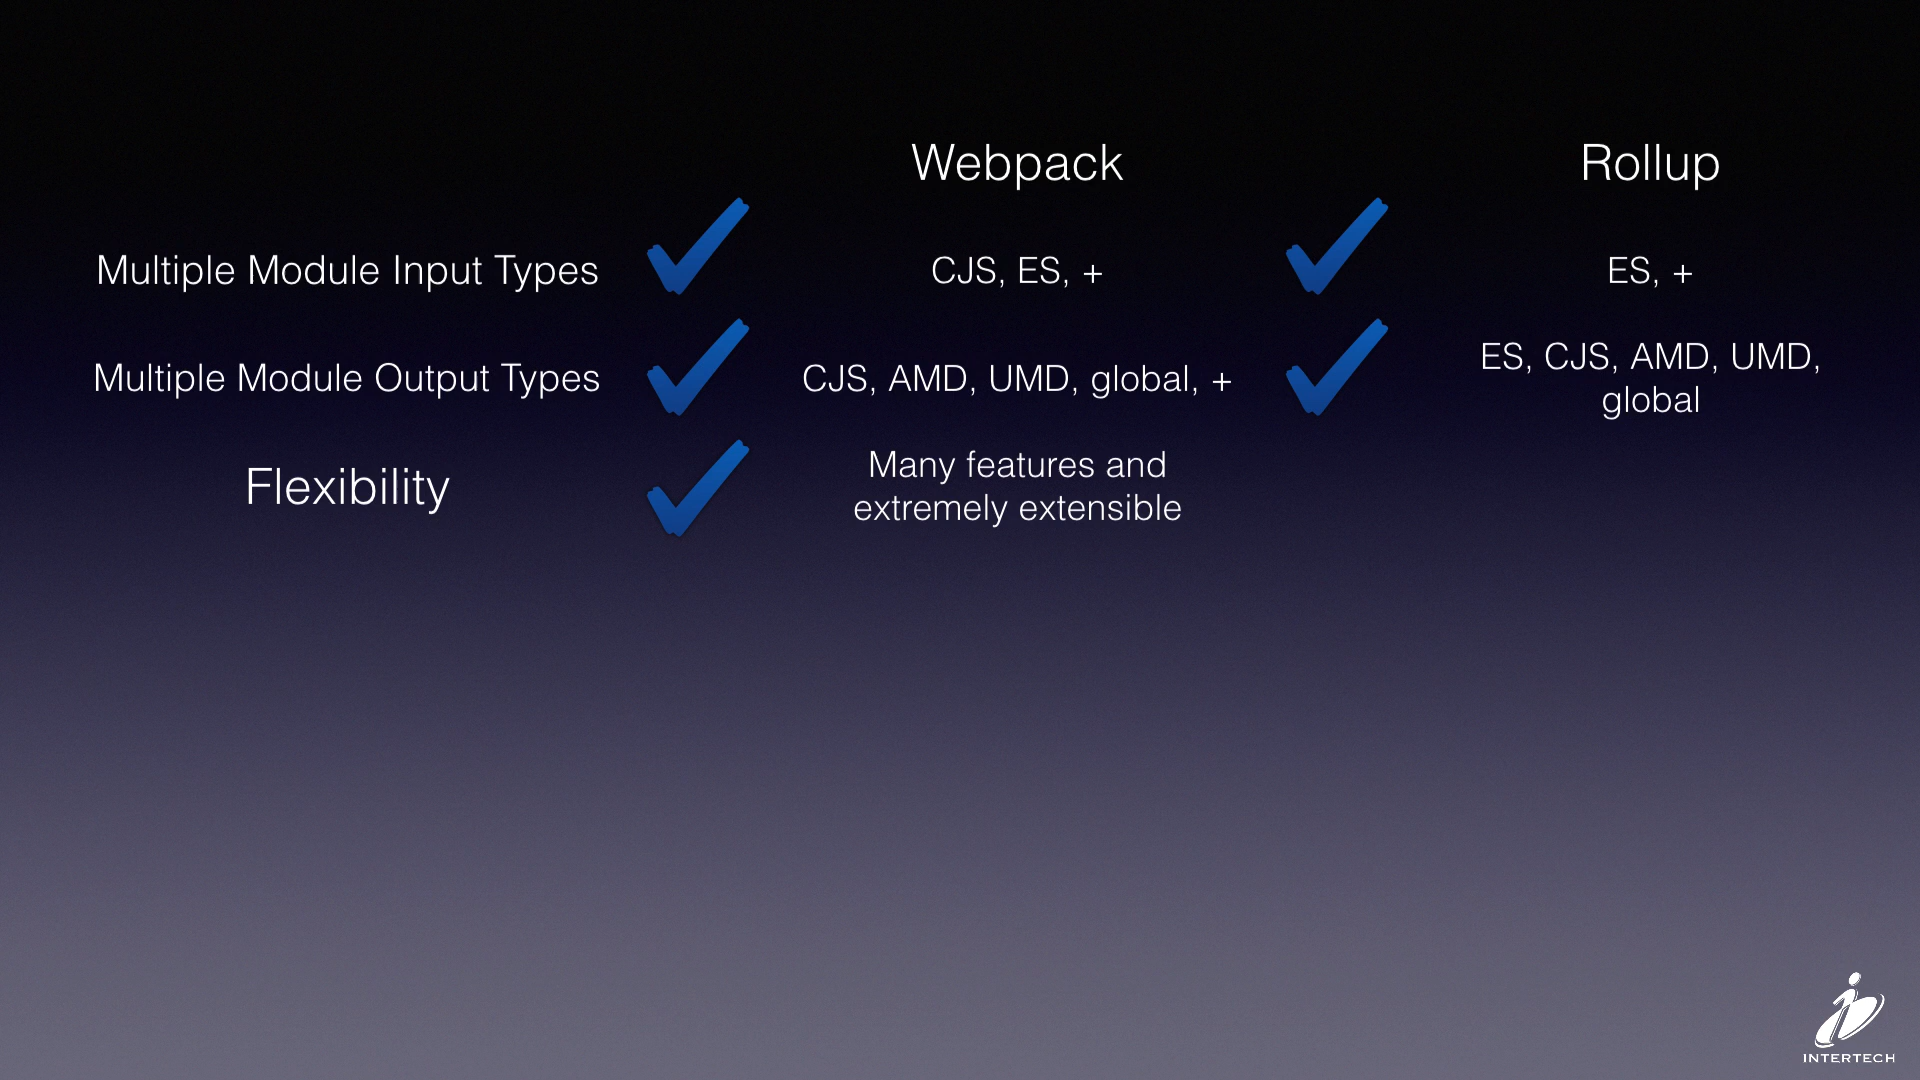 Webpack Rollup
Multiple Module Input Types CJS, ES, + ES, +
Multiple Module Output Types CJS, AMD, UMD, global, + ES, CJS, AMD, UMD,
global
Flexibility Many features and
extremely extensible
INTERTECH